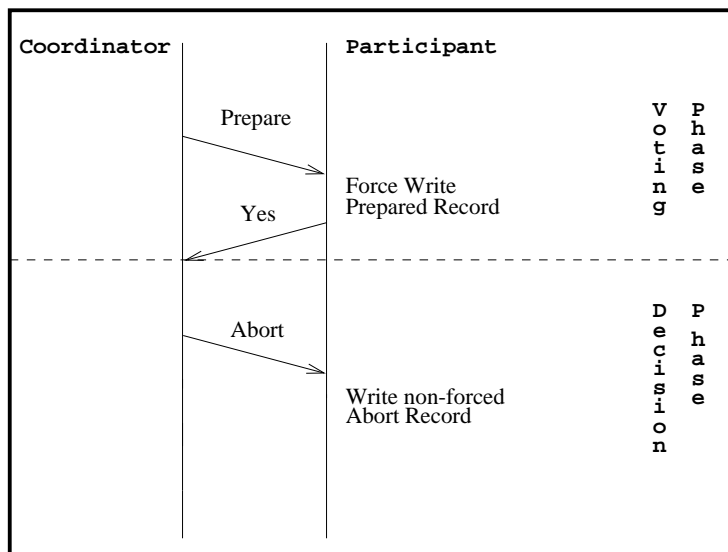 Coordinator
Participant
Prepare
Force Write
Prepared Record
Yes
Voting
Phase
Abort
Write non-forced
Abort Record
Decision
Phase